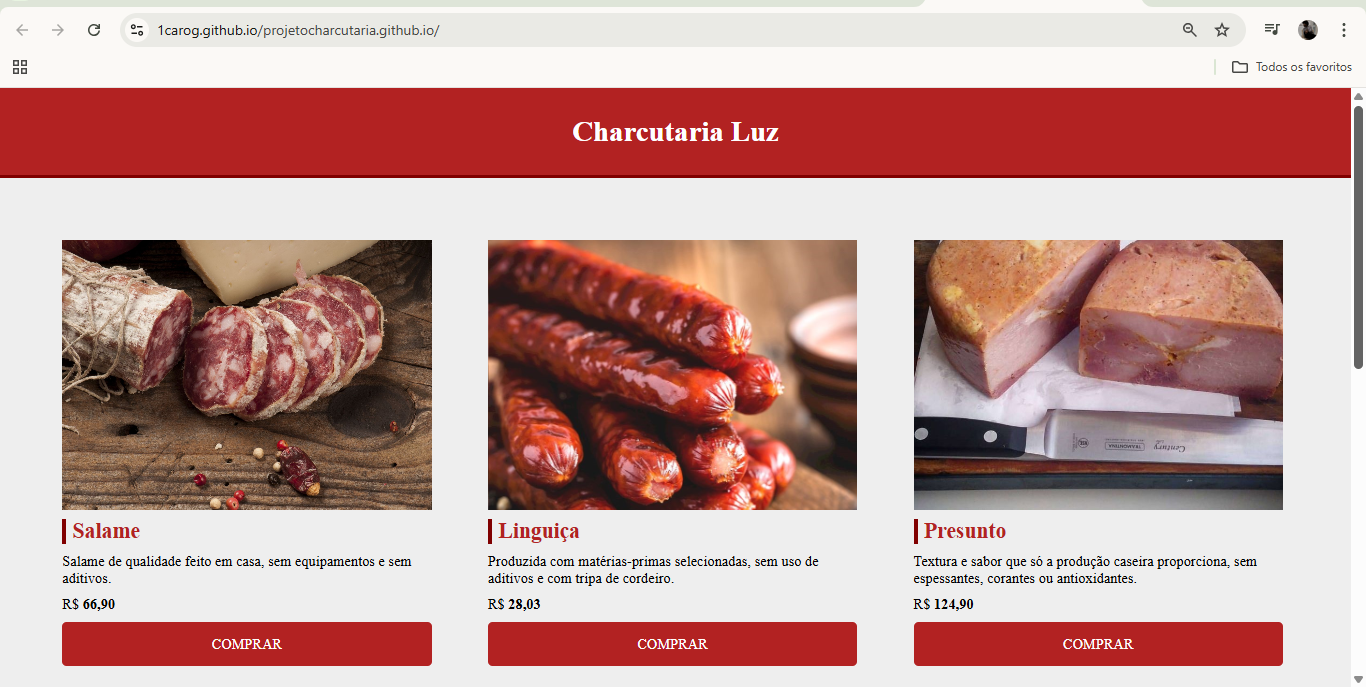 1carog.github.io/projetocharcutaria.github.io/
Todos os favoritos
Charcutaria Luz
Salame
Salame de qualidade feito em casa, sem equipamentos e sem
aditivos.
R$ 66,90
COMPRAR
Linguiça
Produzida com matérias-primas selecionadas, sem uso de
aditivos e com tripa de cordeiro.
R$ 28,03
COMPRAR
Century
TRAMONTINA
Presunto
Textura e sabor que só a produção caseira proporciona, sem
espessantes, corantes ou antioxidantes.
R$ 124,90
COMPRAR